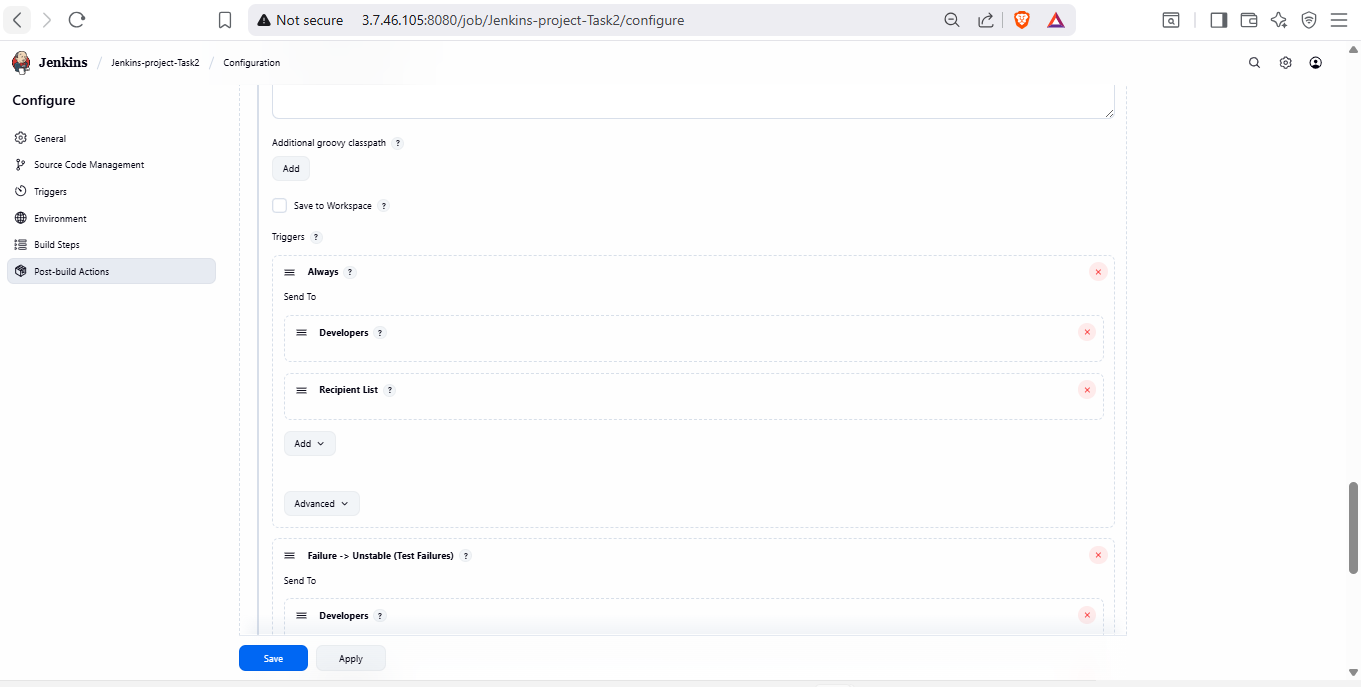 Not secure 3.7.46.105:8080/job/Jenkins-project-Task2/configure
Jenkins / Jenkins-project-Task2 / Configuration
Configure
General
Source Code Management
Triggers
Environment
Build Steps
Post-build Actions
Additional groovy classpath ?
Add
Save to Workspace ?
Triggers ?
Always ?
Send To
Developers ?
Recipient List ?
Add
Advanced
Failure -> Unstable (Test Failures) ?
Send To
Developers ?
Save Apply